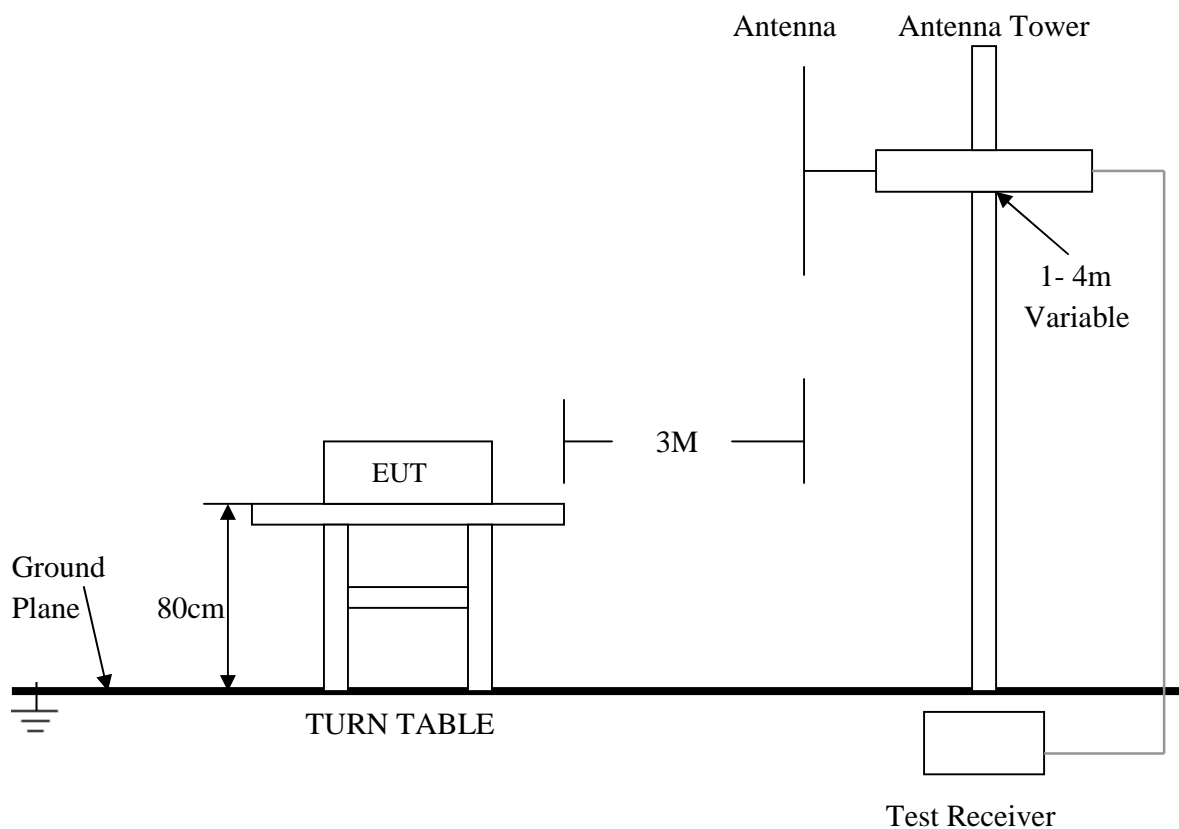 Antenna
Antenna Tower
1- 4m
Variable
3M
EUT
Ground
Plane
80cm
TURN TABLE
Test Receiver